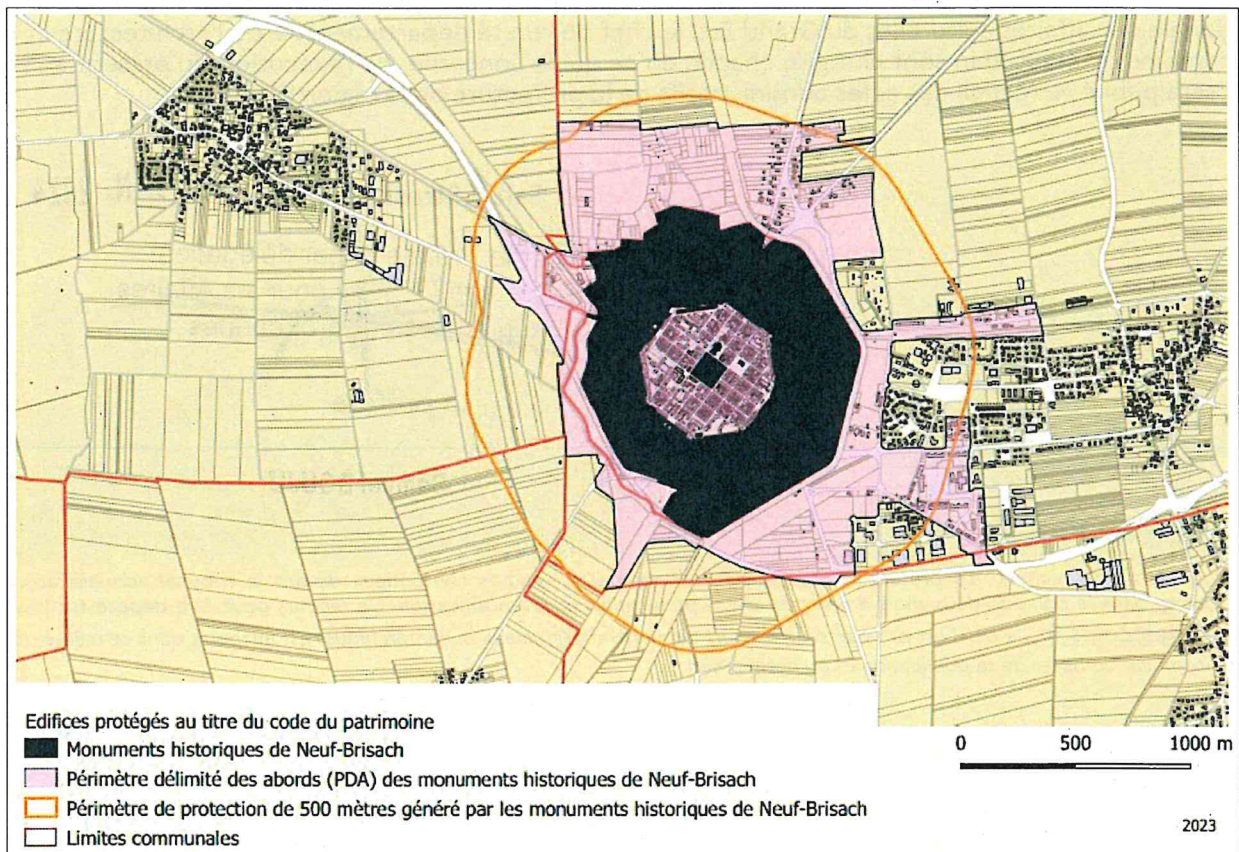 Edifices protégés au titre du code du patrimoine
Monuments historiques de Neuf-Brisach
Périmètre délimité des abords (PDA) des monuments historiques de Neuf-Brisach
Périmètre de protection de 500 mètres généré par les monuments historiques de Neuf-Brisach
Limites communales
0 500 1000 m
2023